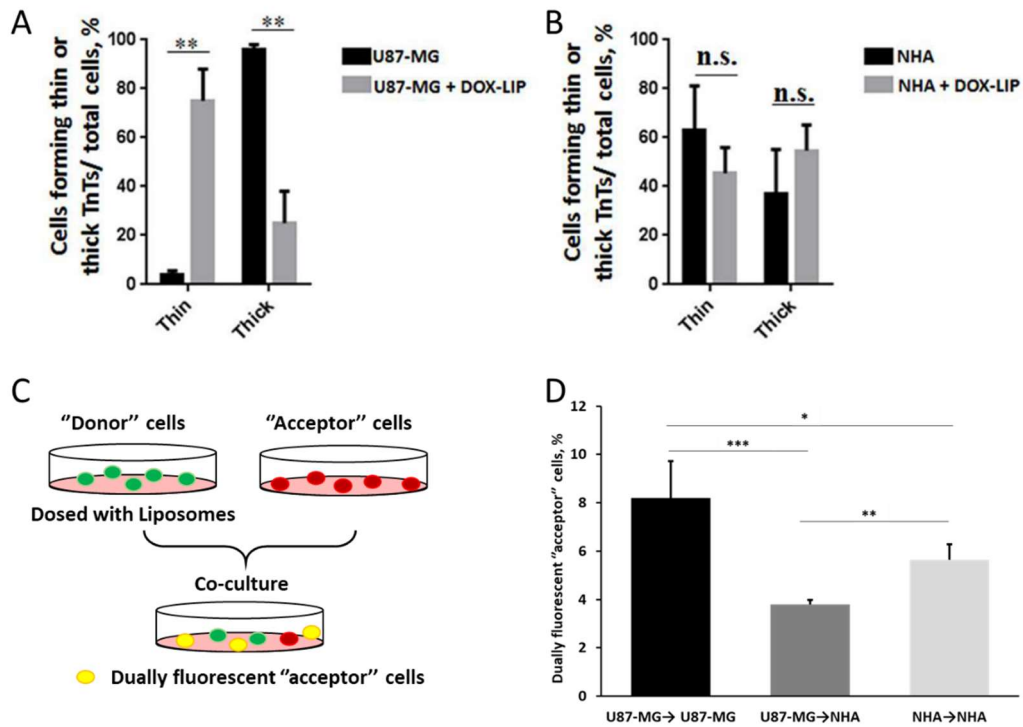 A
Cells forming thin or
thick TnTs/ total cells, %
100
80
60
40
20
0
**
**
Thin
Thick
U87-MG
U87-MG + DOX-LIP
B
Cells forming thin or
thick TnTs/ total cells, %
100
80
60
40
20
0
n.s.
n.s.
Thin
Thick
NHA
NHA + DOX-LIP
C
"Donor" cells
"Acceptor" cells
Dosed with Liposomes
Co-culture
Dually fluorescent "acceptor" cells
D
Dually fluorescent "acceptor" cells, %
12
10
8
6
4
2
0
*
***
**
U87-MG→ U87-MG
U87-MG→NHA
NHA→NHA